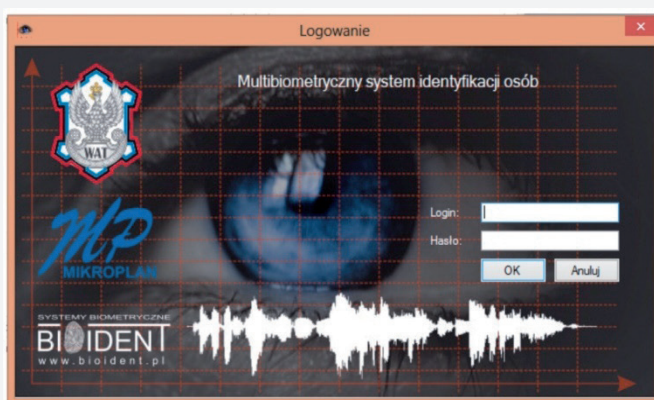 Logowanie
Multibiometryczny system identyfikacji osób
WAT
MP
MIKROPLAN
Login:
Hasło:
OK Anuluj
SYSTEMY BIOMETRYCZNE
BIOIDENT
www.bioident.pl